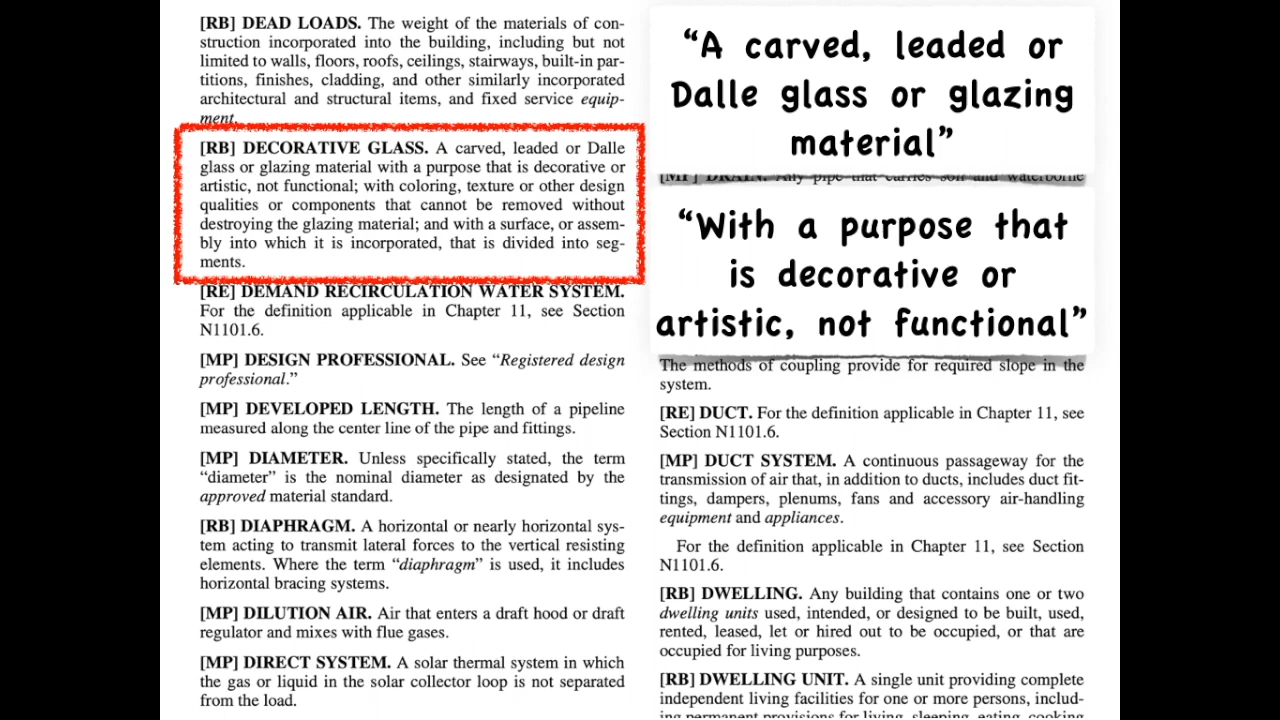 [RB] DEAD LOADS. The weight of the materials of con-
struction incorporated into the building, including but not
limited to walls, floors, roofs, ceilings, stairways, built-in par-
titions, finishes, cladding, and other similarly incorporated
architectural and structural items, and fixed service equip-
ment.
[RB] DECORATIVE GLASS. A carved, leaded or Dalle
glass or glazing material with a purpose that is decorative or
artistic, not functional; with coloring, texture or other design
qualities or components that cannot be removed without
destroying the glazing material; and with a surface, or assem-
bly into which it is incorporated, that is divided into seg-
ments.
[RE] DEMAND RECIRCULATION WATER SYSTEM.
For the definition applicable in Chapter 11, see Section
N1101.6.
[MP] DESIGN PROFESSIONAL. See “Registered design
professional.”
[MP] DEVELOPED LENGTH. The length of a pipeline
measured along the center line of the pipe and fittings.
[MP] DIAMETER. Unless specifically stated, the term
“diameter” is the nominal diameter as designated by the
approved material standard.
[RB] DIAPHRAGM. A horizontal or nearly horizontal sys-
tem acting to transmit lateral forces to the vertical resisting
elements. Where the term “diaphragm” is used, it includes
horizontal bracing systems.
[MP] DILUTION AIR. Air that enters a draft hood or draft
regulator and mixes with flue gases.
[MP] DIRECT SYSTEM. A solar thermal system in which
the gas or liquid in the solar collector loop is not separated
from the load.
“A carved, leaded or
Dalle glass or glazing
material”
[MP] DRAIN. Any pipe that carries soil and waterborne
“With a purpose that
is decorative or
artistic, not functional”
The methods of coupling provide for required slope in the
system.
[RE] DUCT. For the definition applicable in Chapter 11, see
Section N1101.6.
[MP] DUCT SYSTEM. A continuous passageway for the
transmission of air that, in addition to ducts, includes duct fit-
tings, dampers, plenums, fans and accessory air-handling
equipment and appliances.
For the definition applicable in Chapter 11, see Section
N1101.6.
[RB] DWELLING. Any building that contains one or two
dwelling units used, intended, or designed to be built, used,
rented, leased, let or hired out to be occupied, or that are
occupied for living purposes.
[RB] DWELLING UNIT. A single unit providing complete
independent living facilities for one or more persons, includ-
ing permanent provisions for living, sleeping, eating, cooking